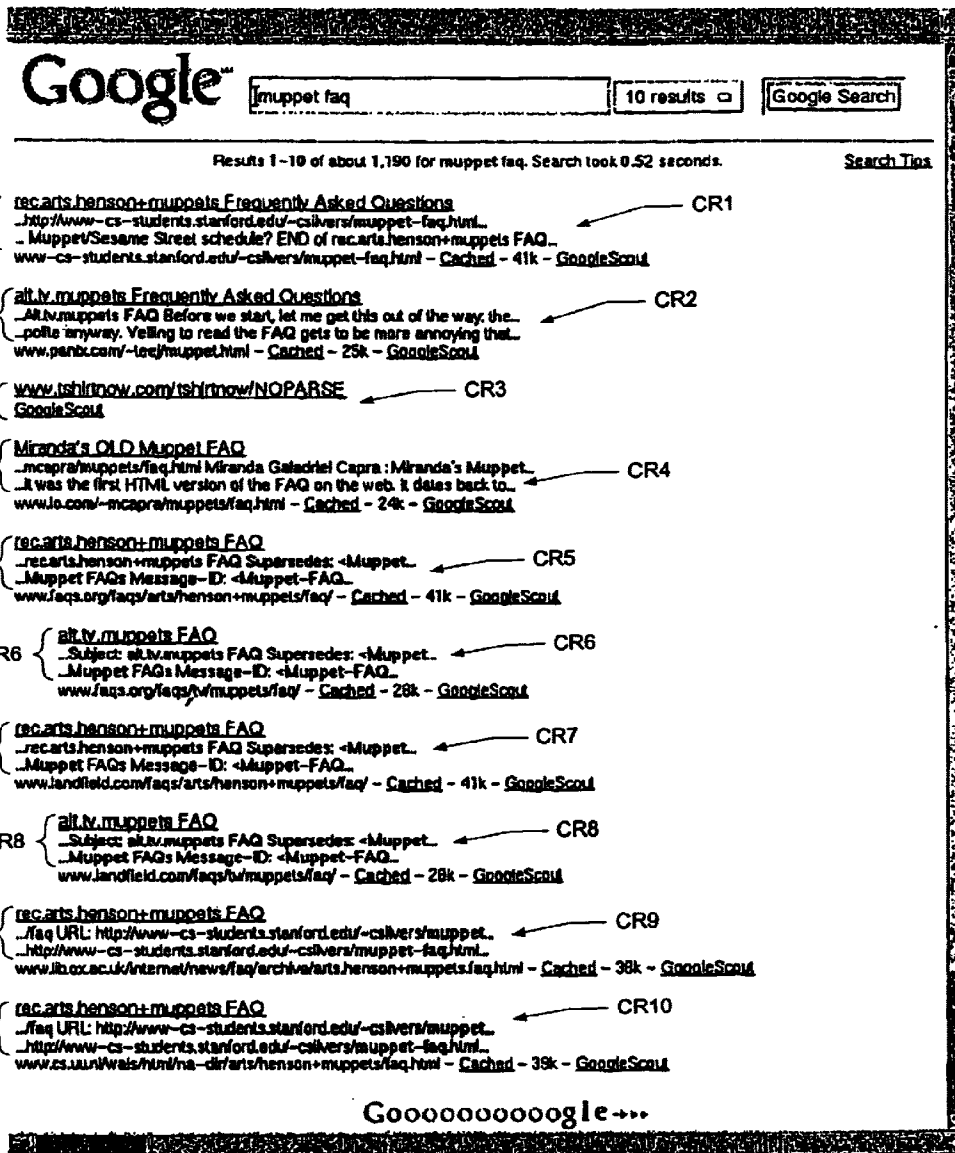 Google™
muppet faq
10 results
Google Search
Results 1-10 of about 1,190 for muppet faq. Search took 0.52 seconds.
Search Tips
rec.arts.henson+muppets Frequently Asked Questions
CR1
...http://www-cs-students.stanford.edu/~csilvers/muppet-faq.html...
... Muppet/Sesame Street schedule? END of rec.arts.henson+muppets FAQ...
www-cs-students.stanford.edu/~csilvers/muppet-faq.html - Cached - 41k - GoogleScout
alt.tv.muppets Frequently Asked Questions
CR2
...Alt.tv.muppets FAQ Before we start, let me get this out of the way: the...
...polite anyway. Yelling to read the FAQ gets to be more annoying that...
www.panix.com/~teej/muppet.html - Cached - 25k - GoogleScout
www.tshirtnow.com/tshirtnow/NOPARSE
CR3
GoogleScout
Miranda's OLD Muppet FAQ
...mcapra/muppets/faq.html Miranda Galadriel Capra : Miranda's Muppet...
CR4
...it was the first HTML version of the FAQ on the web. it dates back to...
www.io.com/~mcapra/muppets/faq.html - Cached - 24k - GoogleScout
rec.arts.henson+muppets FAQ
...rec.arts.henson+muppets FAQ Supersedes: <Muppet...
CR5
...Muppet FAQs Message-ID: <Muppet-FAQ...
www.faqs.org/faqs/arts/henson+muppets/faq/ - Cached - 41k - GoogleScout
alt.tv.muppets FAQ
R6
...Subject: alt.tv.muppets FAQ Supersedes: <Muppet...
CR6
...Muppet FAQs Message-ID: <Muppet-FAQ...
www.faqs.org/faqs/tv/muppets/faq/ - Cached - 28k - GoogleScout
rec.arts.henson+muppets FAQ
...rec.arts.henson+muppets FAQ Supersedes: <Muppet...
CR7
...Muppet FAQs Message-ID: <Muppet-FAQ...
www.landfield.com/faqs/arts/henson+muppets/faq/ - Cached - 41k - GoogleScout
alt.tv.muppets FAQ
R8
...Subject: alt.tv.muppets FAQ Supersedes: <Muppet...
CR8
...Muppet FAQs Message-ID: <Muppet-FAQ...
www.landfield.com/faqs/tv/muppets/faq/ - Cached - 28k - GoogleScout
rec.arts.henson+muppets FAQ
CR9
.../faq URL: http://www-cs-students.stanford.edu/~csilvers/muppet...
...http://www-cs-students.stanford.edu/~csilvers/muppet-faq.html...
www.lib.ox.ac.uk/internet/news/faq/archive/arts.henson+muppets.faq.html - Cached - 38k - GoogleScout
rec.arts.henson+muppets FAQ
CR10
.../faq URL: http://www-cs-students.stanford.edu/~csilvers/muppet...
...http://www-cs-students.stanford.edu/~csilvers/muppet-faq.html...
www.cs.uu.nl/wais/html/na-dir/arts/henson+muppets/faq.html - Cached - 39k - GoogleScout
Goooooooooogle